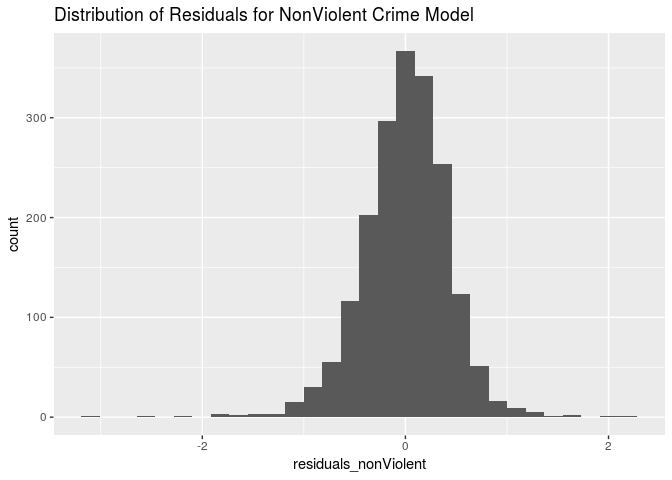 Distribution of Residuals for NonViolent Crime Model
count
300
200
100
0
-2
0
2
residuals_nonViolent